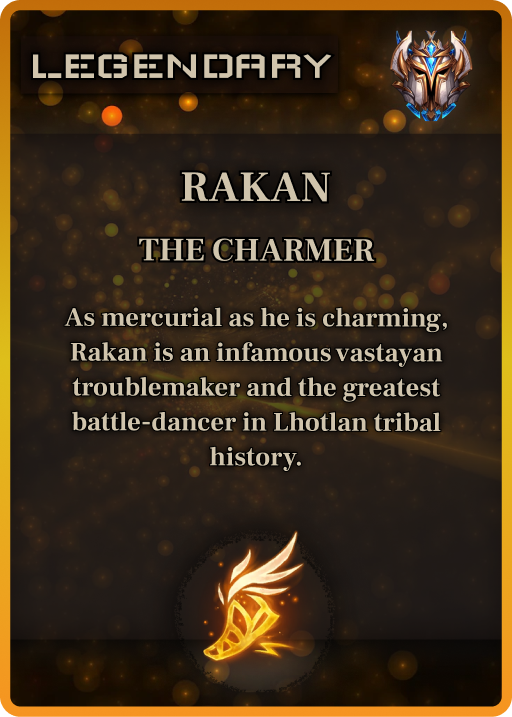 LEGENDARY
RAKAN
THE CHARMER
As mercurial as he is charming,
Rakan is an infamous vastayan
troublemaker and the greatest
battle-dancer in Lhotlan tribal
history.